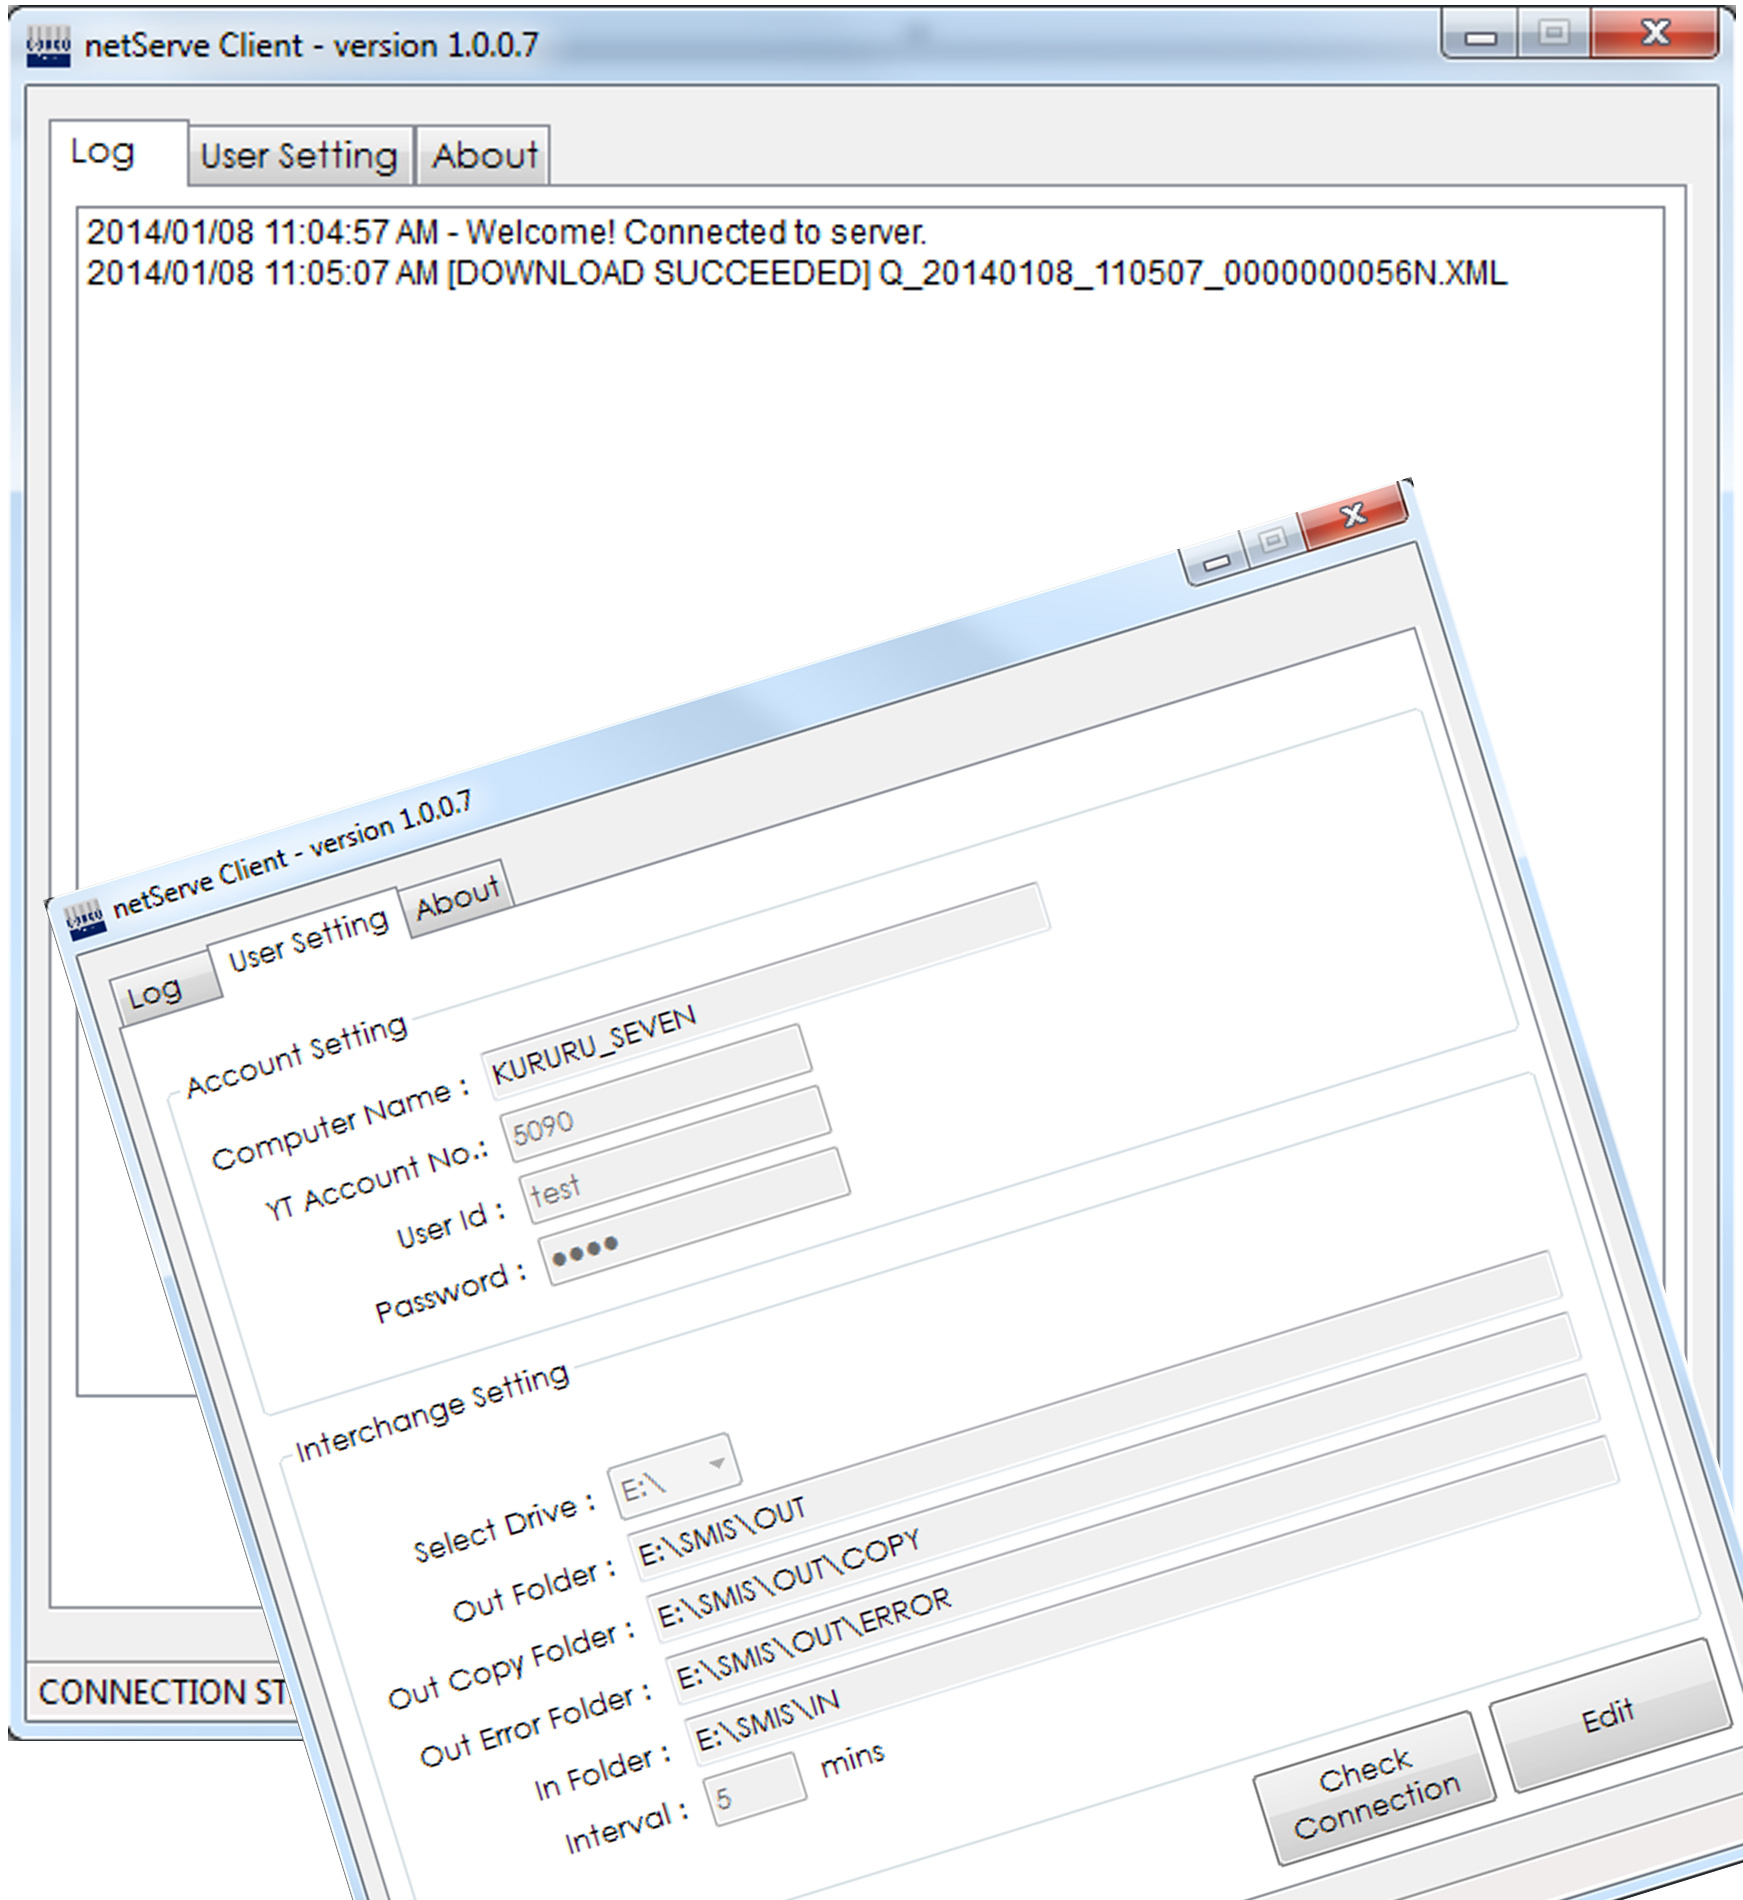 netServe Client - version 1.0.0.7
Log
User Setting
About
2014/01/08 11:04:57 AM - Welcome! Connected to server.
2014/01/08 11:05:07 AM [DOWNLOAD SUCCEEDED] Q_20140108_110507_0000000056N.XML
CONNECTION ST
netServe Client - version 1.0.0.7
Log
User Setting
About
Account Setting
Computer Name : KURURU_SEVEN
YT Account No.: 5090
User Id : test
Password : ●●●●
Interchange Setting
Select Drive : E:\
Out Folder : E:\SMIS\OUT
Out Copy Folder : E:\SMIS\OUT\COPY
Out Error Folder : E:\SMIS\OUT\ERROR
In Folder : E:\SMIS\IN
Interval : 5 mins
Check
Connection
Edit